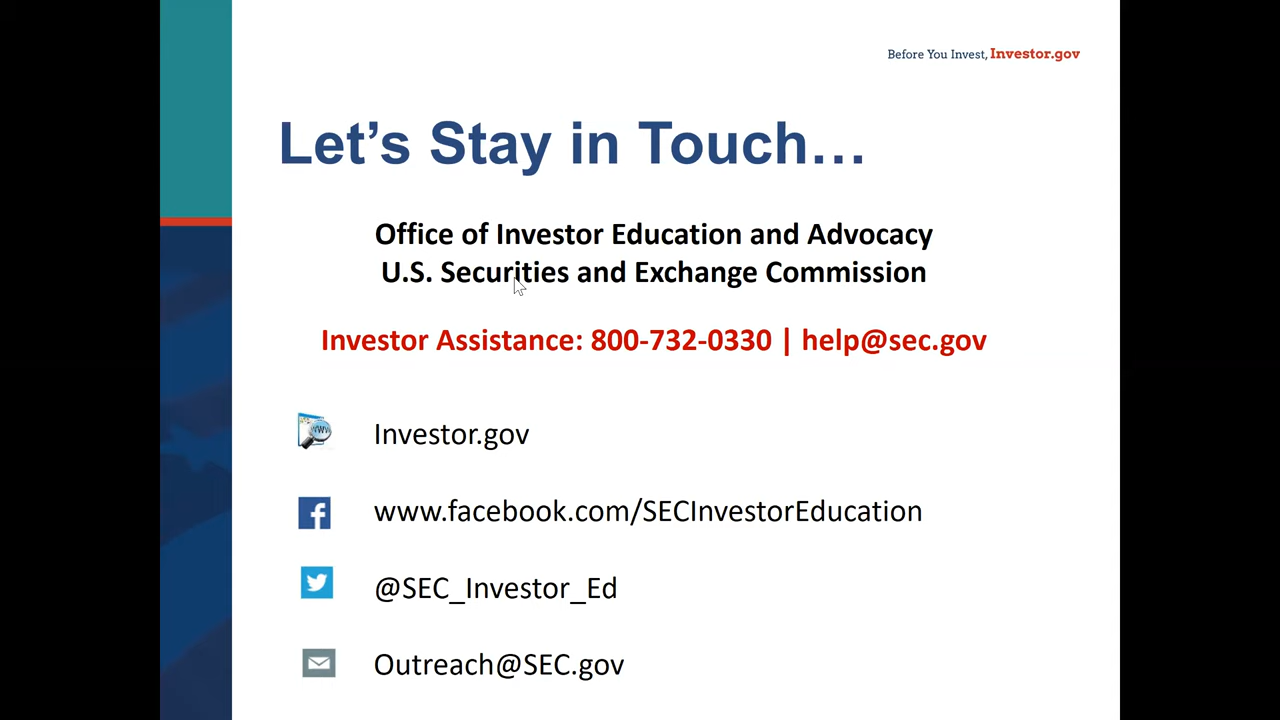 Before You Invest, Investor.gov
Let’s Stay in Touch…
Office of Investor Education and Advocacy
U.S. Securities and Exchange Commission
Investor Assistance: 800-732-0330 | help@sec.gov
www
Investor.gov
f
www.facebook.com/SECInvestorEducation
@SEC_Investor_Ed
Outreach@SEC.gov